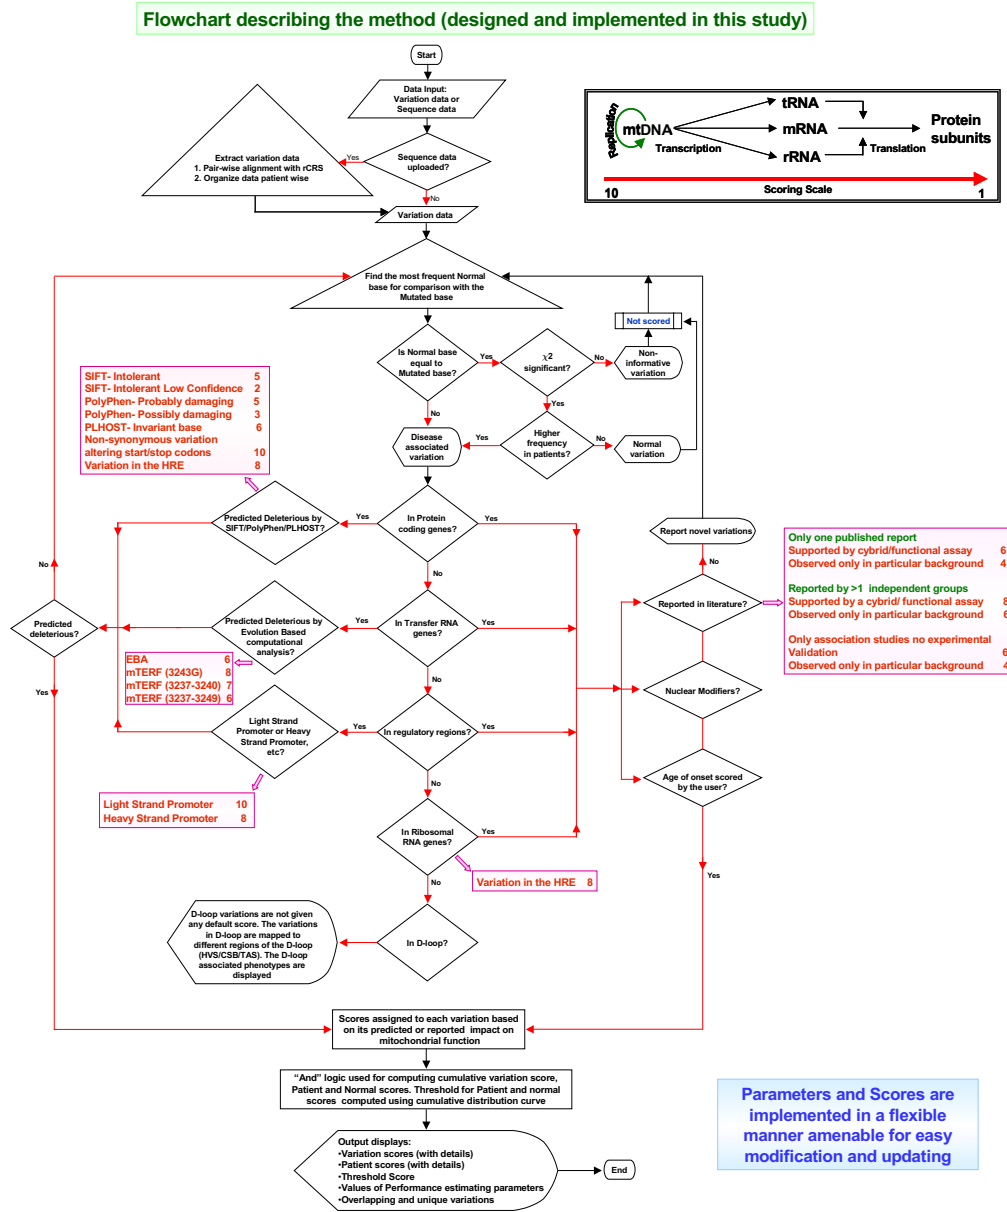 Flowchart describing the method (designed and implemented in this study)
Start
Data Input:
Variation data or
Sequence data
Sequence data
uploaded?
Yes
No
Extract variation data
1. Pair-wise alignment with rCRS
2. Organize data patient wise
Variation data
Replication
mtDNA
Transcription
tRNA
mRNA
rRNA
Translation
Protein
subunits
10
Scoring Scale
1
Find the most frequent Normal
base for comparison with the
Mutated base
Is Normal base
equal to
Mutated base?
Yes
No
χ2
significant?
No
Yes
Non-
informative
variation
Not scored
Disease
associated
variation
Yes
Higher
frequency
in patients?
No
Normal
variation
SIFT- Intolerant 5
SIFT- Intolerant Low Confidence 2
PolyPhen- Probably damaging 5
PolyPhen- Possibly damaging 3
PLHOST- Invariant base 6
Non-synonymous variation
altering start/stop codons 10
Variation in the HRE 8
Predicted Deleterious by
SIFT/PolyPhen/PLHOST?
Yes
In Protein
coding genes?
Yes
No
Report novel variations
No
Reported in literature?
Only one published report
Supported by cybrid/functional assay 6
Observed only in particular background 4
Reported by >1 independent groups
Supported by a cybrid/ functional assay 8
Observed only in particular background 6
Only association studies no experimental
Validation 6
Observed only in particular background 4
No
Predicted
deleterious?
Yes
Predicted Deleterious by
Evolution Based
computational
analysis?
Yes
In Transfer RNA
genes?
Yes
No
EBA 6
mTERF (3243G) 8
mTERF (3237-3240) 7
mTERF (3237-3249) 6
Nuclear Modifiers?
Light Strand
Promoter or Heavy
Strand Promoter,
etc?
Yes
In regulatory regions?
Yes
No
Age of onset scored
by the user?
Yes
Light Strand Promoter 10
Heavy Strand Promoter 8
In Ribosomal
RNA genes?
Yes
No
Variation in the HRE 8
D-loop variations are not given
any default score. The variations
in D-loop are mapped to
different regions of the D-loop
(HVS/CSB/TAS). The D-loop
associated phenotypes are
displayed
In D-loop?
Scores assigned to each variation based
on its predicted or reported impact on
mitochondrial function
“And” logic used for computing cumulative variation score,
Patient and Normal scores. Threshold for Patient and normal
scores computed using cumulative distribution curve
Output displays:
•Variation scores (with details)
•Patient scores (with details)
•Threshold Score
•Values of Performance estimating parameters
•Overlapping and unique variations
End
Parameters and Scores are
implemented in a flexible
manner amenable for easy
modification and updating